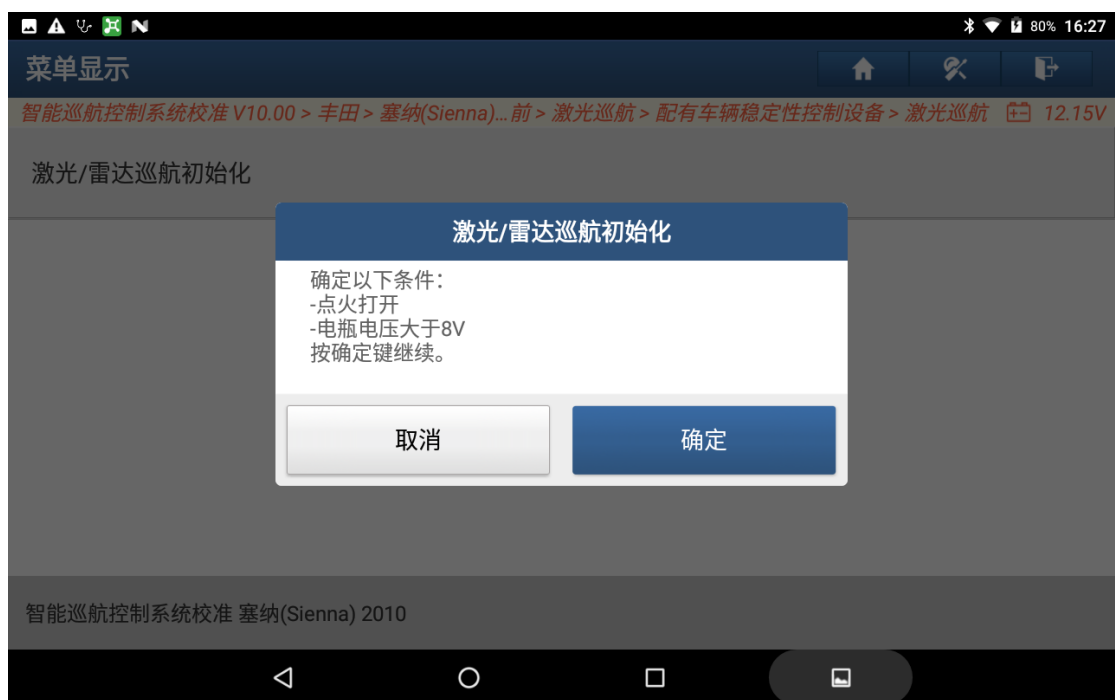 80% 16:27
菜单显示
智能巡航控制系统校准 V10.00 > 丰田 > 塞纳(Sienna)...前 > 激光巡航 > 配有车辆稳定性控制设备 > 激光巡航 12.15V
激光/雷达巡航初始化
激光/雷达巡航初始化
确定以下条件：
-点火打开
-电瓶电压大于8V
按确定键继续。
取消 确定
智能巡航控制系统校准 塞纳(Sienna) 2010